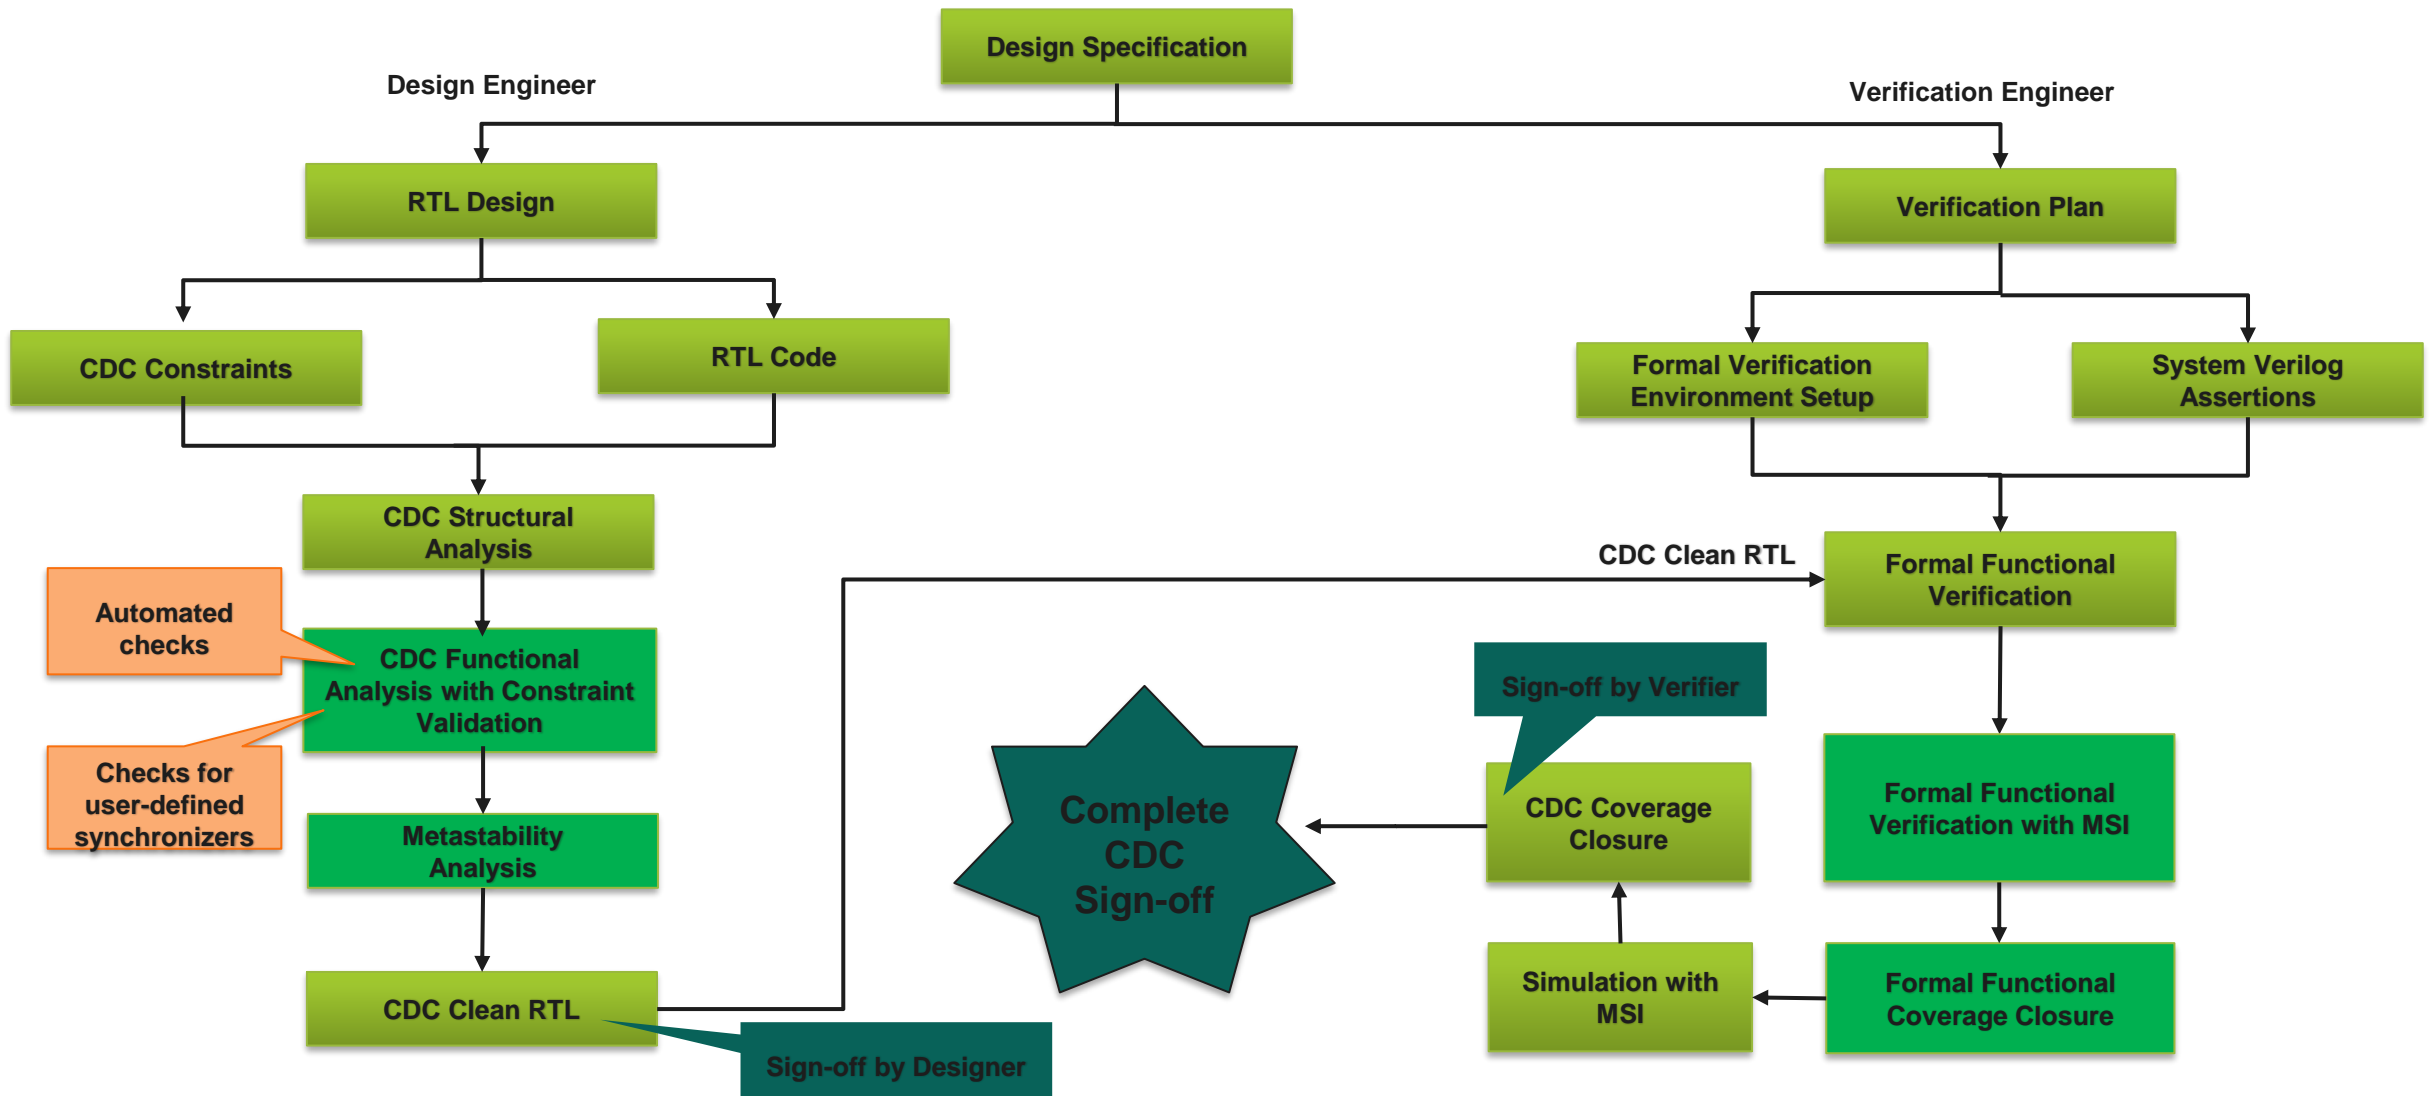 Design Specification
Design Engineer
Verification Engineer
RTL Design
Verification Plan
CDC Constraints
RTL Code
Formal Verification
Environment Setup
System Verilog
Assertions
CDC Structural
Analysis
CDC Clean RTL
Formal Functional
Verification
Automated
checks
CDC Functional
Analysis with Constraint
Validation
Sign-off by Verifier
Checks for
user-defined
synchronizers
Metastability
Analysis
Complete
CDC
Sign-off
CDC Coverage
Closure
Formal Functional
Verification with MSI
CDC Clean RTL
Sign-off by Designer
Simulation with
MSI
Formal Functional
Coverage Closure